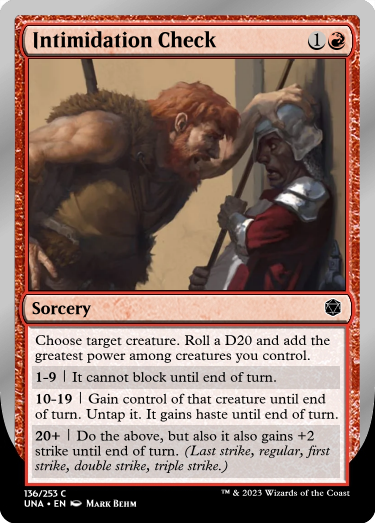 Intimidation Check 1
Sorcery
Choose target creature. Roll a D20 and add the
greatest power among creatures you control.
1-9 | It cannot block until end of turn.
10-19 | Gain control of that creature until end
of turn. Untap it. It gains haste until end of turn.
20+ | Do the above, but also it also gains +2
strike until end of turn. (Last strike, regular, first
strike, double strike, triple strike.)
136/253 C
UNA • EN Mark Behm
™ & 2023 Wizards of the Coast